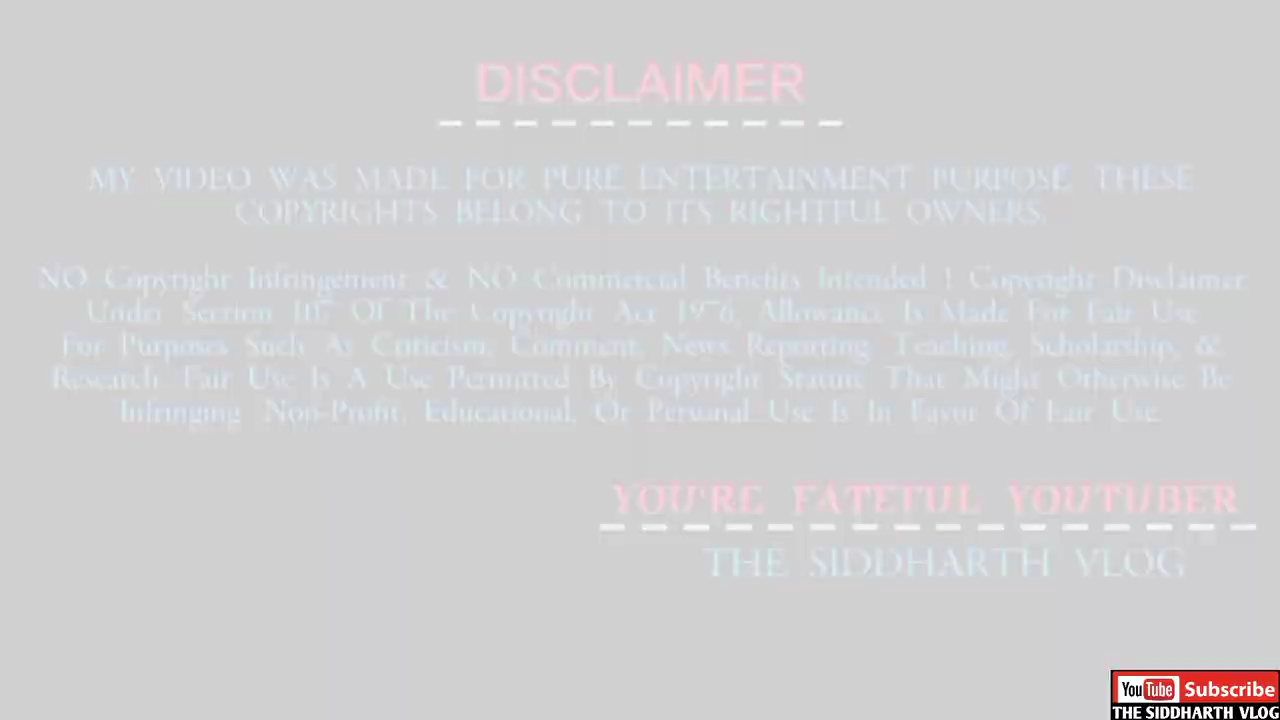 DISCLAIMER
MY VIDEO WAS MADE FOR PURE ENTERTAINMENT PURPOSE THESE
COPYRIGHTS BELONG TO ITS RIGHTFUL OWNERS.
NO Copyright Infringement & NO Commercial Benefits Intended ! Copyright Disclaimer
Under Section 107 Of The Copyright Act 1976, Allowance Is Made For Fair Use
For Purposes Such As Criticism, Comment, News Reporting, Teaching, Scholarship, &
Research. Fair Use Is A Use Permitted By Copyright Statute That Might Otherwise Be
Infringing. Non-Profit, Educational, Or Personal Use Is In Favor Of Fair Use.
YOU'RE FATEFUL YOUTUBER
THE SIDDHARTH VLOG
YouTube Subscribe
THE SIDDHARTH VLOG